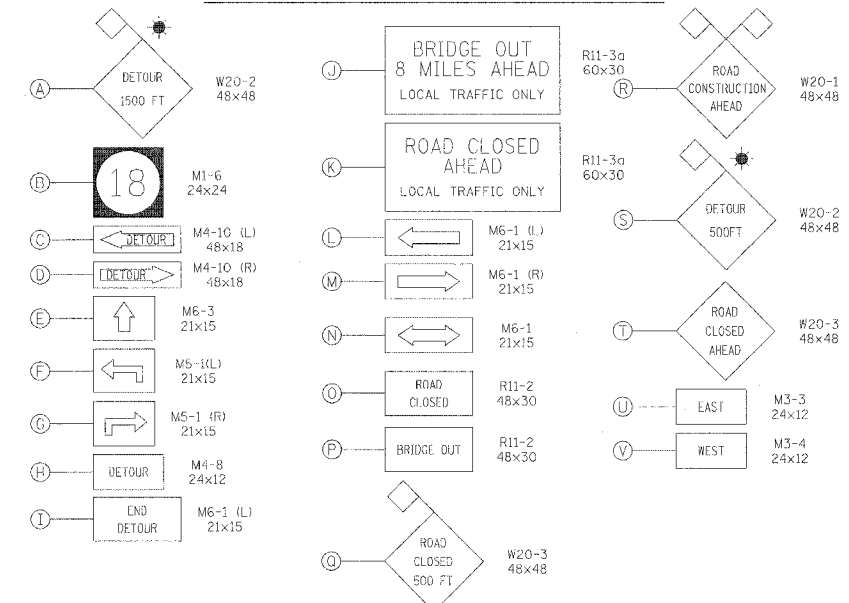 A
DETOUR
1500 FT
W20-2
48x48
B
18
M1-6
24x24
C
DETOUR
M4-10 (L)
48x18
D
DETOUR
M4-10 (R)
48x18
E
M6-3
21x15
F
M5-1(L)
21x15
G
M5-1 (R)
21x15
H
DETOUR
M4-8
24x12
I
END
DETOUR
M6-1 (L)
21x15
J
BRIDGE OUT
8 MILES AHEAD
LOCAL TRAFFIC ONLY
R11-3a
60x30
K
ROAD CLOSED
AHEAD
LOCAL TRAFFIC ONLY
R11-3a
60x30
L
M6-1 (L)
21x15
M
M6-1 (R)
21x15
N
M6-1
21x15
O
ROAD
CLOSED
R11-2
48x30
P
BRIDGE OUT
R11-2
48x30
Q
ROAD
CLOSED
500 FT
W20-3
48x48
R
ROAD
CONSTRUCTION
AHEAD
W20-1
48x48
S
DETOUR
500FT
W20-2
48x48
T
ROAD
CLOSED
AHEAD
W20-3
48x48
U
EAST
M3-3
24x12
V
WEST
M3-4
24x12